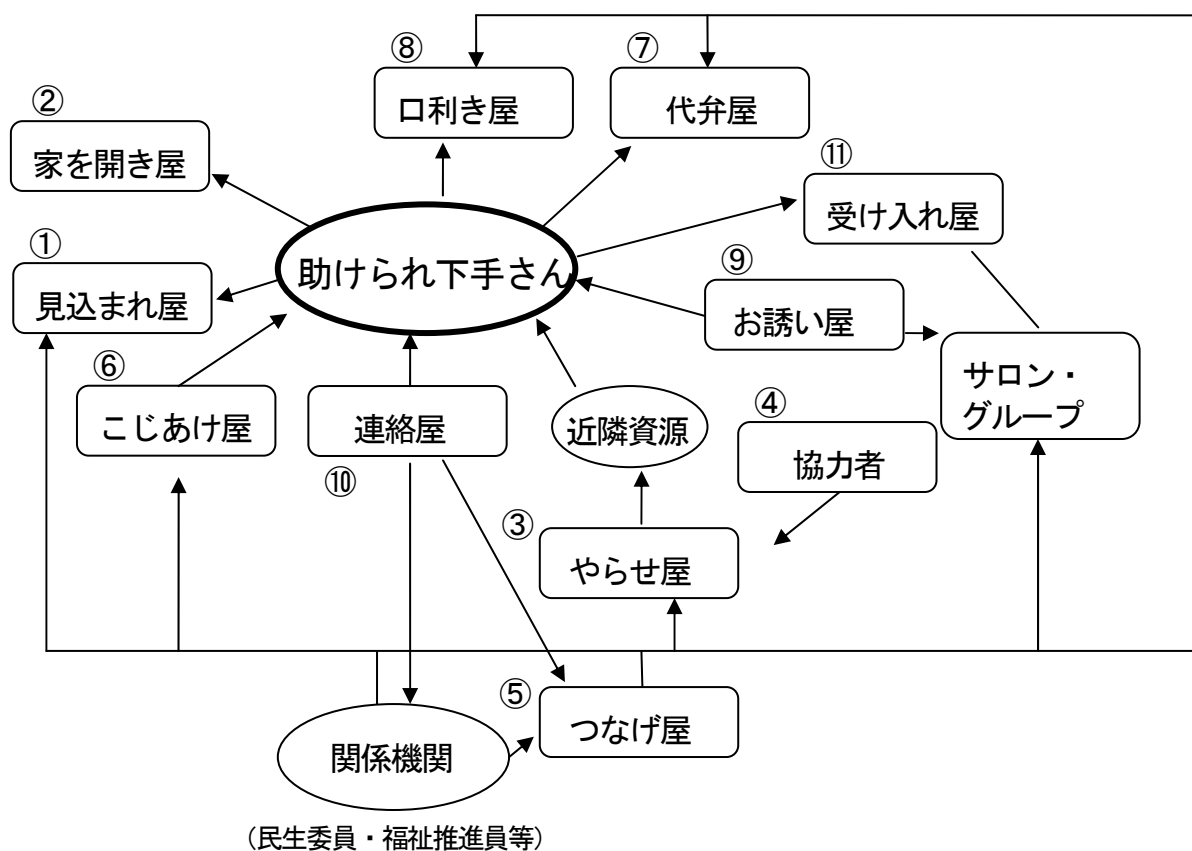 ⑧
⑦
口利き屋
代弁屋
②
家を開き屋
⑪
受け入れ屋
①
見込まれ屋
助けられ下手さん
⑨
お誘い屋
⑥
こじあけ屋
連絡屋
⑩
近隣資源
④
協力者
サロン・
グループ
③
やらせ屋
⑤
つなげ屋
関係機関
(民生委員・福祉推進員等)